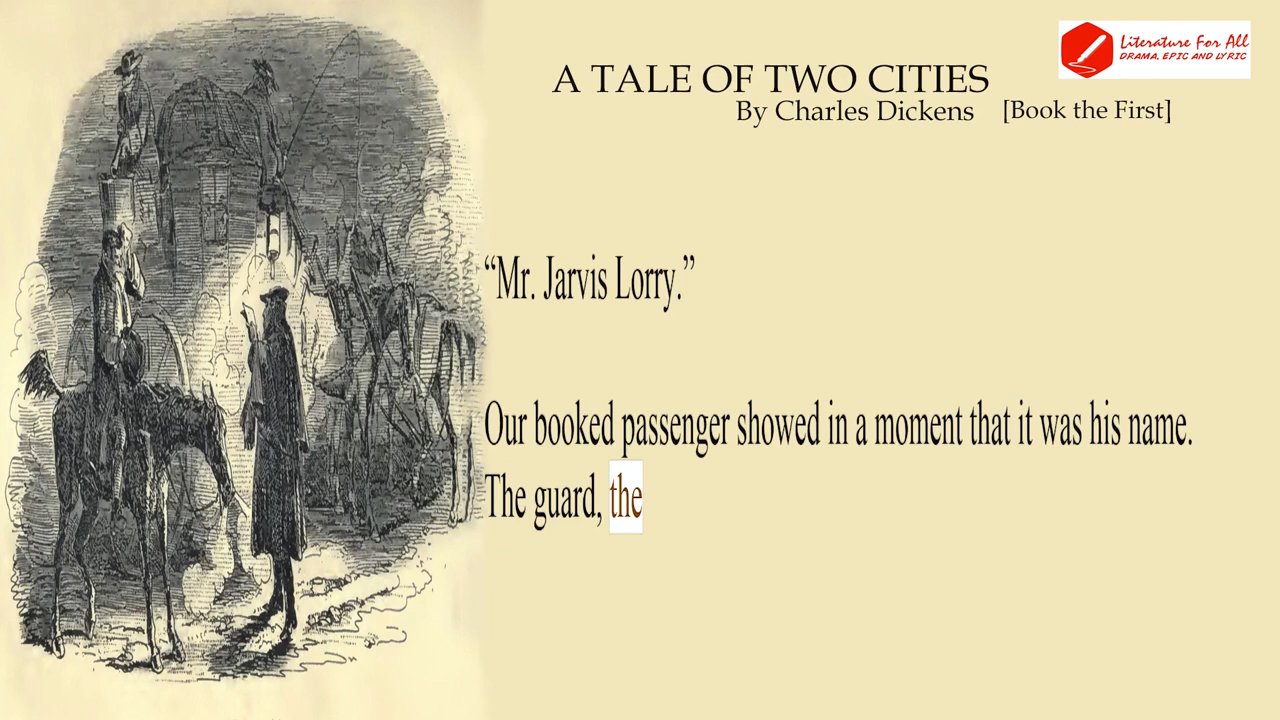 A TALE OF TWO CITIES
By Charles Dickens [Book the First]
Literature For All
DRAMA, EPIC AND LYRIC
“Mr. Jarvis Lorry.”
Our booked passenger showed in a moment that it was his name.
The guard, the